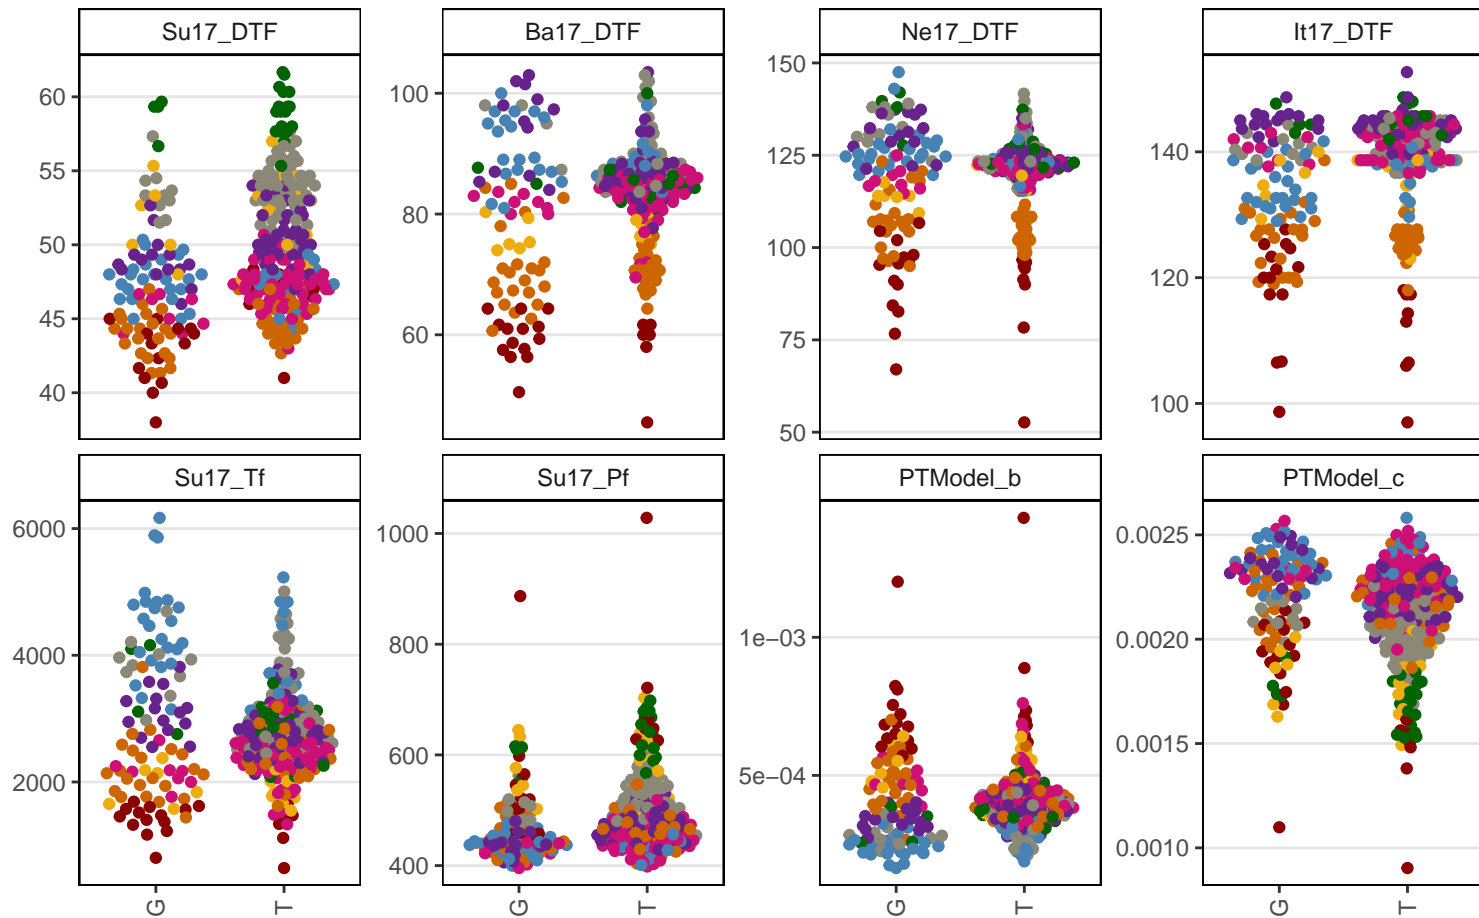 Su17_DTF Ba17_DTF Ne17_DTF It17_DTF
60 55 50 45 40
100 80 60
150 125 100 75 50
140 120 100
Su17_Tf Su17_Pf PTModel_b PTModel_c
6000 4000 2000
1000 800 600 400
1e−03 5e−04
0.0025 0.0020 0.0015 0.0010
G T G T G T G T